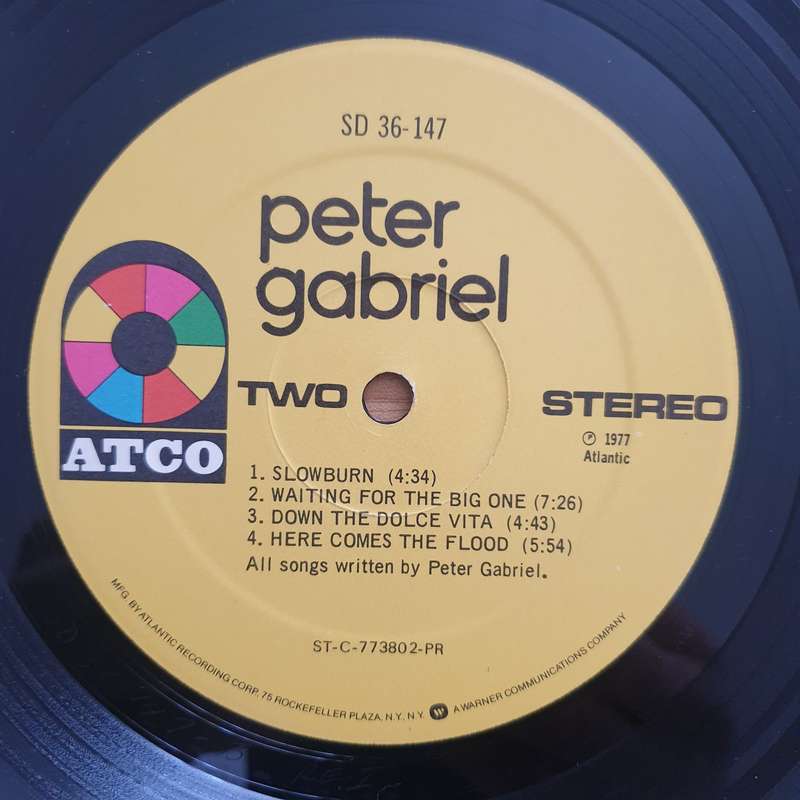 SD 36-147
peter
gabriel
TWO
STEREO
ATCO
Ⓟ 1977
Atlantic
1. SLOWBURN (4:34)
2. WAITING FOR THE BIG ONE (7:26)
3. DOWN THE DOLCE VITA (4:43)
4. HERE COMES THE FLOOD (5:54)
All songs written by Peter Gabriel.
ST-C-773802-PR
MFG. BY ATLANTIC RECORDING CORP. 75 ROCKEFELLER PLAZA, N.Y. N.Y. W A WARNER COMMUNICATIONS COMPANY